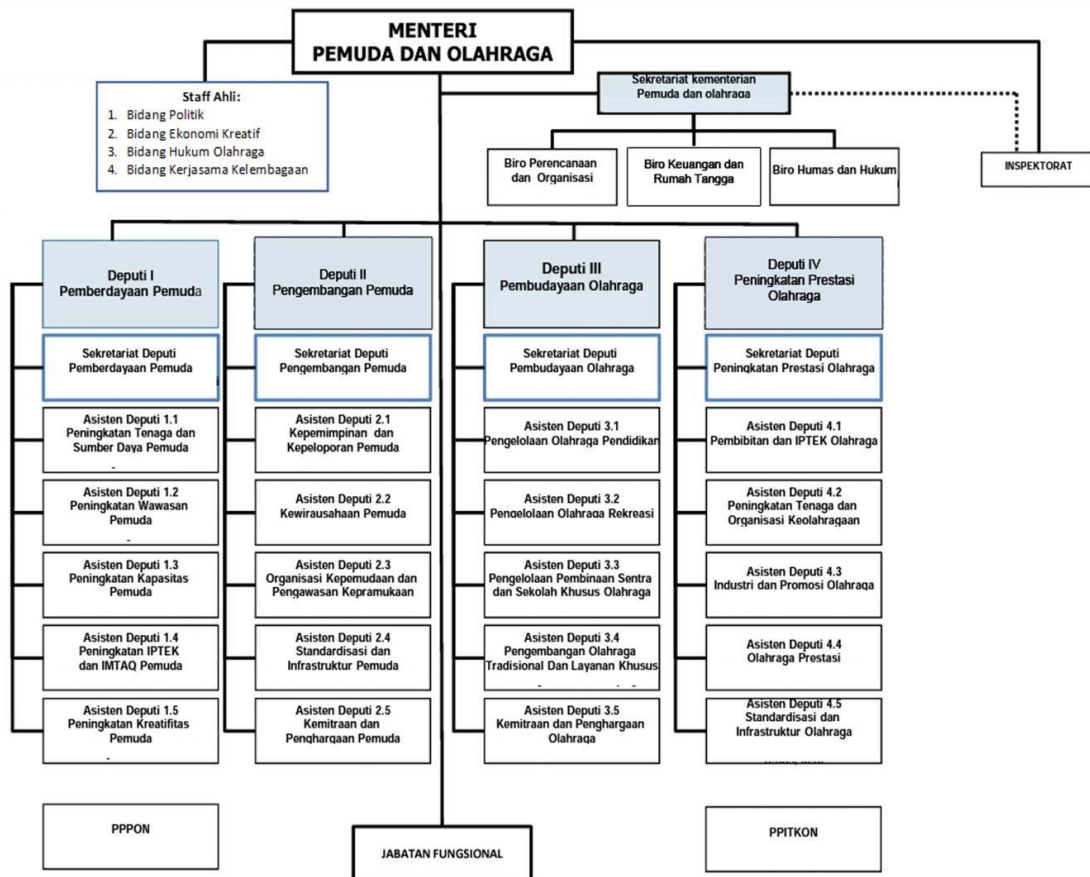 MENTERI
PEMUDA DAN OLAHRAGA
Sekretariat kementerian
Pemuda dan olahraga
Staff Ahli:
1. Bidang Politik
2. Bidang Ekonomi Kreatif
3. Bidang Hukum Olahraga
4. Bidang Kerjasama Kelembagaan
Biro Perencanaan
dan Organisasi
Biro Keuangan dan
Rumah Tangga
Biro Humas dan Hukum
INSPEKTORAT
Deputi I
Pemberdayaan Pemuda
Deputi II
Pengembangan Pemuda
Deputi III
Pembudayaan Olahraga
Deputi IV
Peningkatan Prestasi
Olahraga
Sekretariat Deputi
Pemberdayaan Pemuda
Sekretariat Deputi
Pengembangan Pemuda
Sekretariat Deputi
Pembudayaan Olahraga
Sekretariat Deputi
Peningkatan Prestasi Olahraga
Asisten Deputi 1.1
Peningkatan Tenaga dan
Sumber Daya Pemuda
Asisten Deputi 2.1
Kepemimpinan dan
Kepeloporan Pemuda
Asisten Deputi 3.1
Pengelolaan Olahraga Pendidikan
Asisten Deputi 4.1
Pembibitan dan IPTEK Olahraga
Asisten Deputi 1.2
Peningkatan Wawasan
Pemuda
Asisten Deputi 2.2
Kewirausahaan Pemuda
Asisten Deputi 3.2
Pengelolaan Olahraga Rekreasi
Asisten Deputi 4.2
Peningkatan Tenaga dan
Organisasi Keolahragaan
Asisten Deputi 1.3
Peningkatan Kapasitas
Pemuda
Asisten Deputi 2.3
Organisasi Kepemudaan dan
Pengawasan Kepramukaan
Asisten Deputi 3.3
Pengelolaan Pembinaan Sentra
dan Sekolah Khusus Olahraga
Asisten Deputi 4.3
Industri dan Promosi Olahraga
Asisten Deputi 1.4
Peningkatan IPTEK
dan IMTAQ Pemuda
Asisten Deputi 2.4
Standardisasi dan
Infrastruktur Pemuda
Asisten Deputi 3.4
Pengembangan Olahraga
Tradisional Dan Layanan Khusus
Asisten Deputi 4.4
Olahraga Prestasi
Asisten Deputi 1.5
Peningkatan Kreatifitas
Pemuda
Asisten Deputi 2.5
Kemitraan dan
Penghargaan Pemuda
Asisten Deputi 3.5
Kemitraan dan Penghargaan
Olahraga
Asisten Deputi 4.5
Standardisasi dan
Infrastruktur Olahraga
PPPON
JABATAN FUNGSIONAL
PPITKON